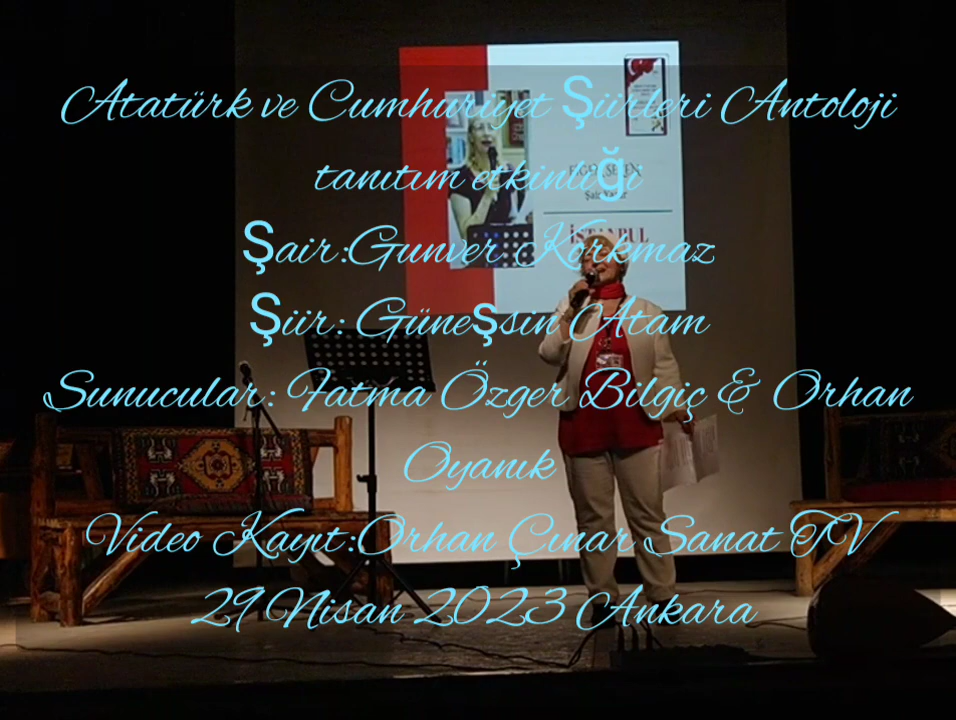 Atatürk ve Cumhuriyet Şiirleri Antoloji
tanıtım etkinliği
Şair:Gunver Korkmaz
Şiir: Güneşsin Atam
Sunucular: Fatma Özger Bilgiç & Orhan
Oyanık
Video Kayıt:Orhan Çınar Sanat TV
29 Nisan 2023 Ankara
İSTANBUL